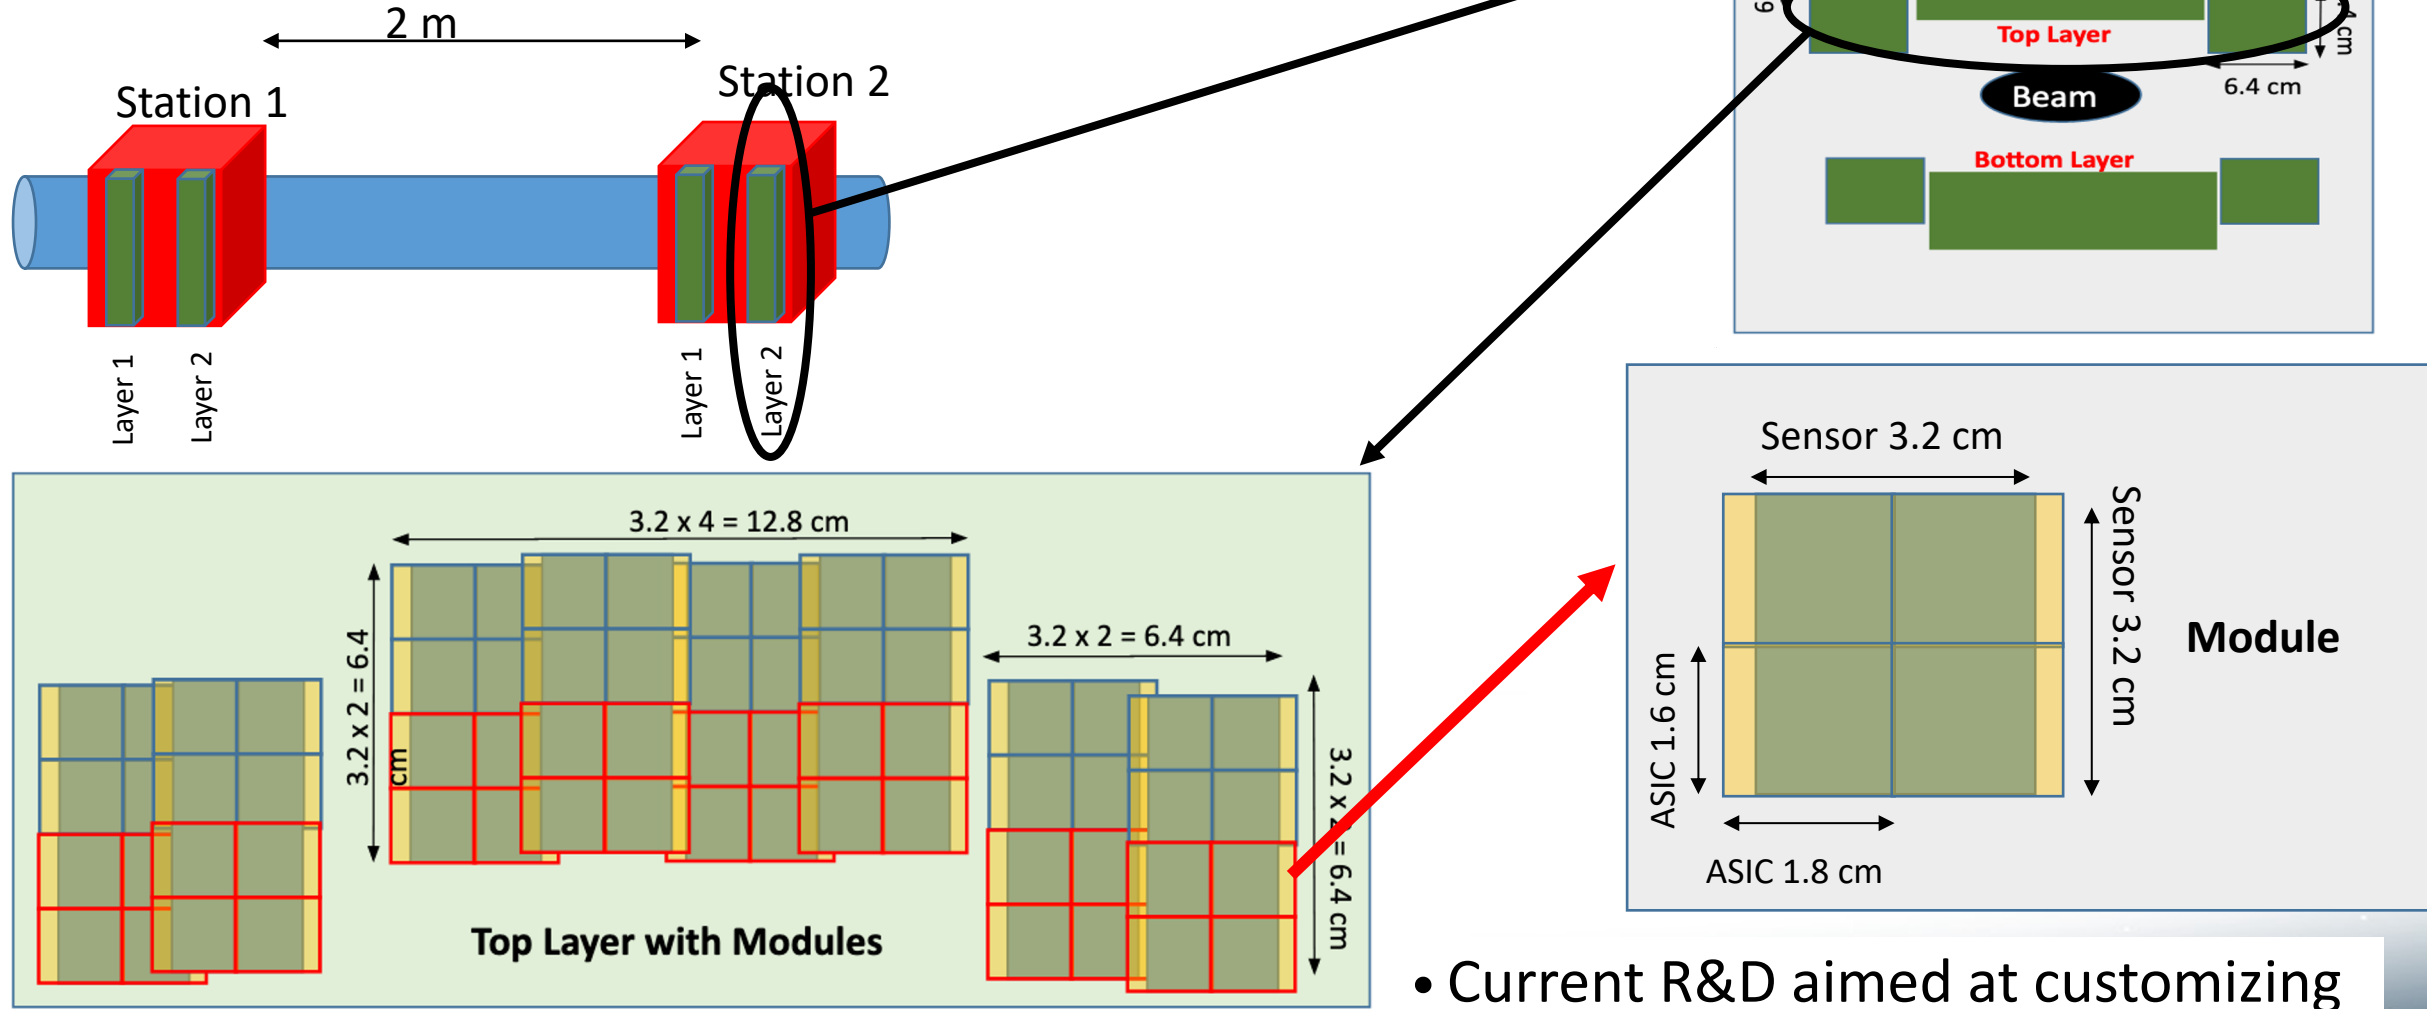 2 m
Station 1
Station 2
Layer 1
Layer 2
Layer 1
Layer 2
Top Layer
6.4 cm
Beam
Bottom Layer
3.2 x 4 = 12.8 cm
3.2 x 2 = 6.4
cm
3.2 x 2 = 6.4 cm
3.2 x 2 = 6.4 cm
Top Layer with Modules
Sensor 3.2 cm
Sensor 3.2 cm
Module
ASIC 1.6 cm
ASIC 1.8 cm
• Current R&D aimed at customizing